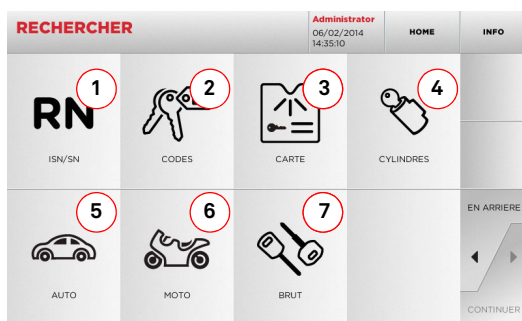 RECHERCHER
Administrator
06/02/2014
14:35:10
HOME
INFO
1
2
3
4
RN
ISN/SN
CODES
CARTE
CYLINDRES
5
6
7
EN ARRIERE
AUTO
MOTO
BRUT
CONTINUER